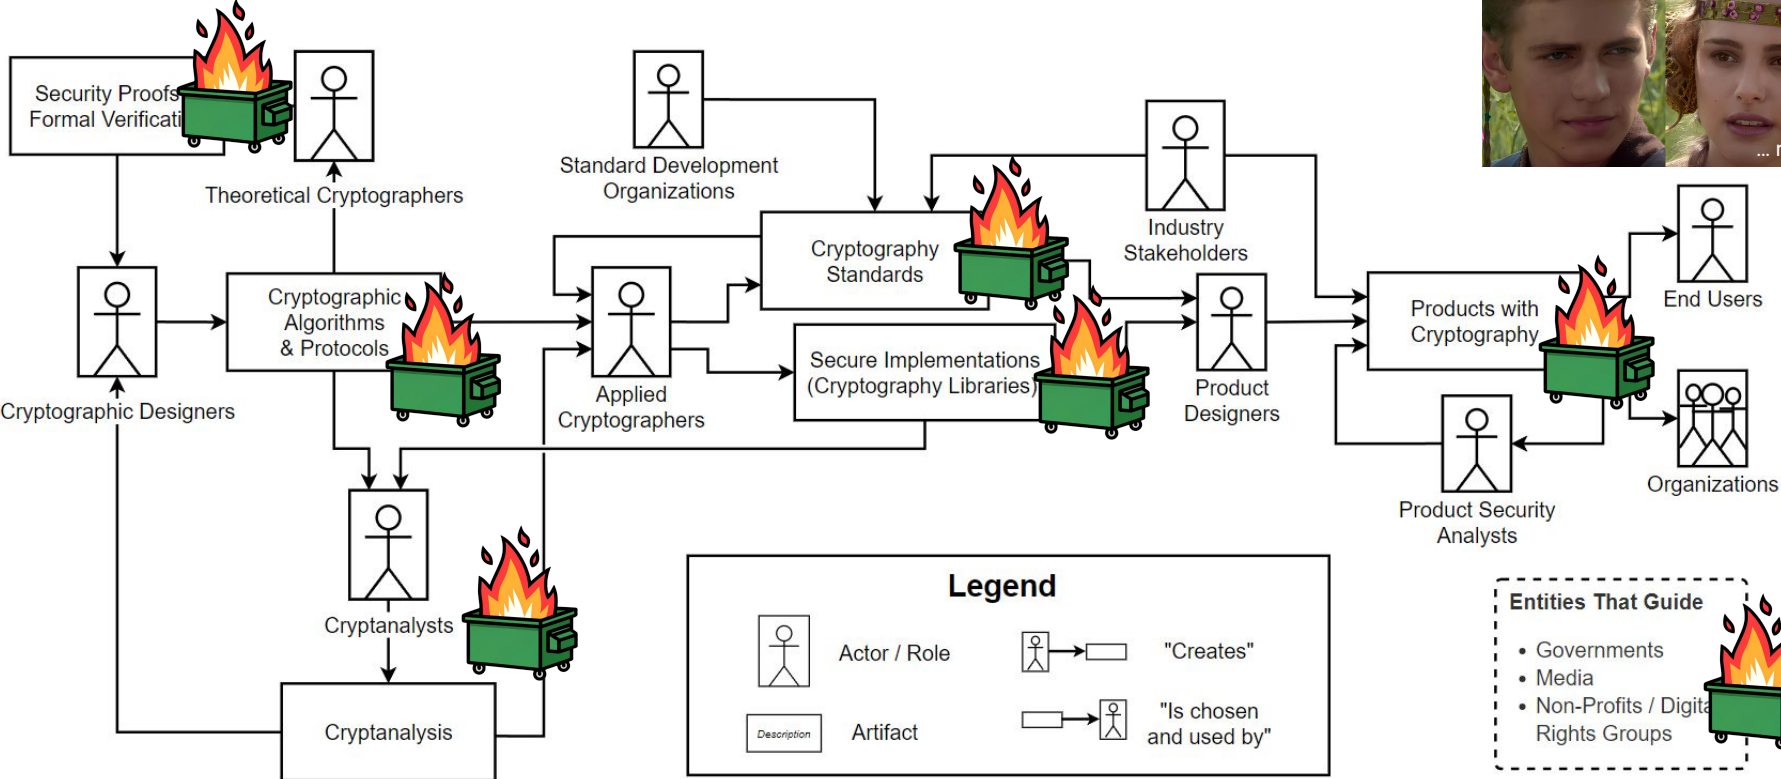 Security Proofs
Formal
Theoretical Cryptographers
Standard Development
Organizations
Industry
Stakeholders
...
End Users
Cryptography
Standards
Cryptographic
Algorithms
& Protocols
Cryptographic Designers
Applied
Cryptographers
Secure Implementations
(Cryptography Libraries)
Product
Designers
Products with
Cryptography
Organizations
Product Security
Analysts
Cryptanalysts
Cryptanalysis
Legend
Actor / Role
"Creates"
Description
Artifact
"Is chosen
and used by"
Entities That Guide
• Governments
• Media
• Non-Profits /
Rights Groups